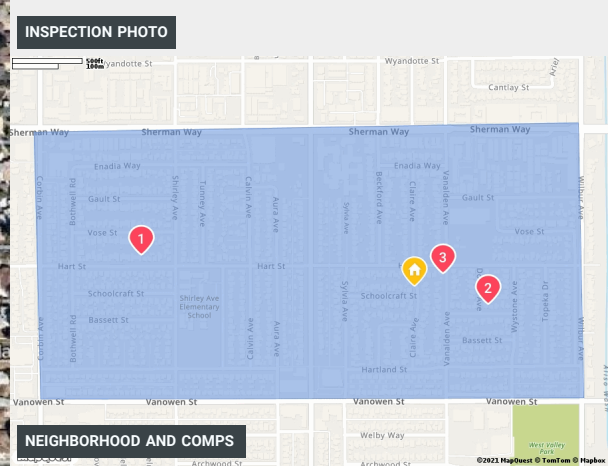 INSPECTION PHOTO
500ft
100m
yandotte St
Wyandotte St
Cantlay St
Sherman Way
Sherman Way
Sherman Way
Sherman Way
Enadia Way
Enadia Way
Corbin Ave
Bothwell Rd
Shirley Ave
Tunney Ave
Calvin Ave
Aura Ave
Sylvia Ave
Beckford Ave
Claire Ave
Vanalden Ave
Wilbur Ave
Gault St
Gault St
Vose St
Vose St
1
3
2
Hart St
Hart St
Schoolcraft St
Schoolcraft St
Shirley Ave
Elementary
School
Bassett St
Bassett St
Corbin Ave
Bothwell Rd
Calvin Ave
Aura Ave
Sylvia Ave
Claire Ave
Vanalden Ave
Wystone Ave
Topeka Dr
Wilbur Ave
Hartland St
Vanowen St
Vanowen St
Vanowen St
Vanowen St
Welby Way
NEIGHBORHOOD AND COMPS
West Valley
Park
©2021 MapQuest © TomTom © Mapbox
Archwood St
Archwood St